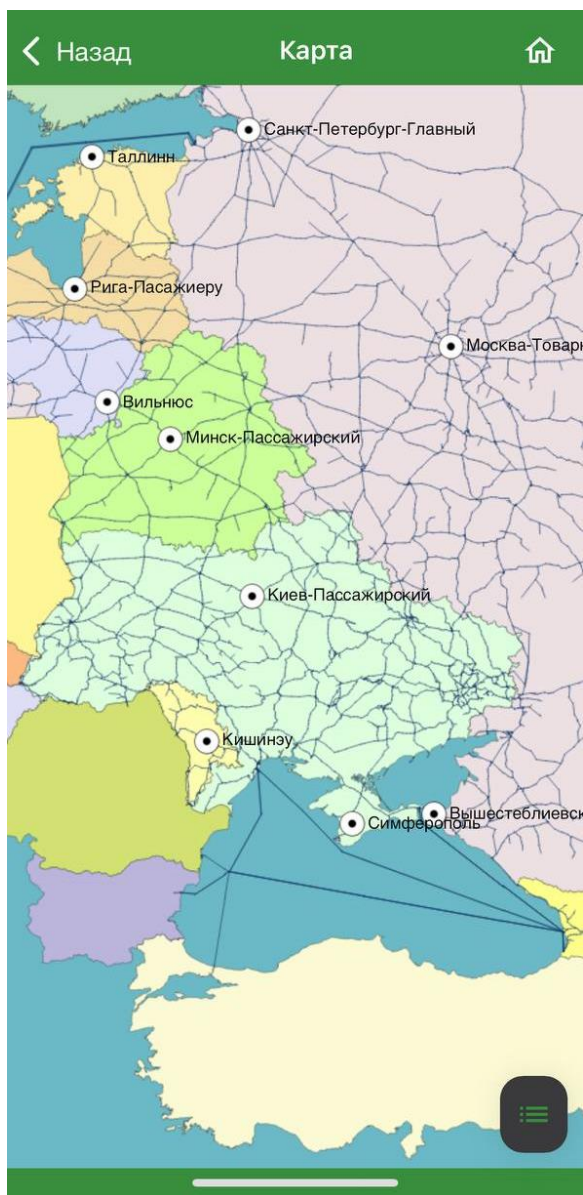 Назад
Карта
Санкт-Петербург-Главный
Таллинн
Рига-Пасажиеру
Москва-Товарн
Вильнюс
Минск-Пассажирский
Киев-Пассажирский
Кишинэу
Вышестеблиевск
Симферополь